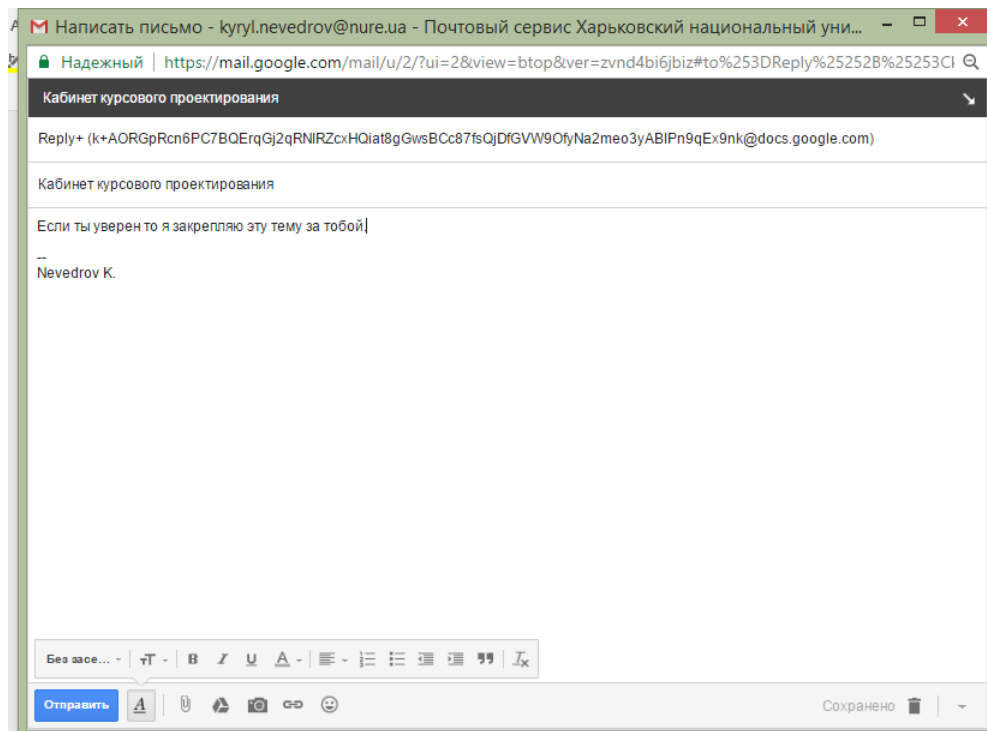 Написать письмо - kyryl.nevedrov@nure.ua - Почтовый сервис Харьковский национальный уни...
Надежный | https://mail.google.com/mail/u/2/?ui=2&view=btop&ver=zvnd4bi6jbiz#to%253DReply%25252B%25253Cl
Кабинет курсового проектирования
Reply+ (k+AORGpRcn6PC7BQErqGj2qRNlRZcxHQiat8gGwsBCc87fsQjDfGVW9OfyNa2meo3yABlPn9qEx9nk@docs.google.com)
Кабинет курсового проектирования
Если ты уверен то я закрепляю эту тему за тобой.
--
Nevedrov K.
Без засе...
Отправить
Сохранено